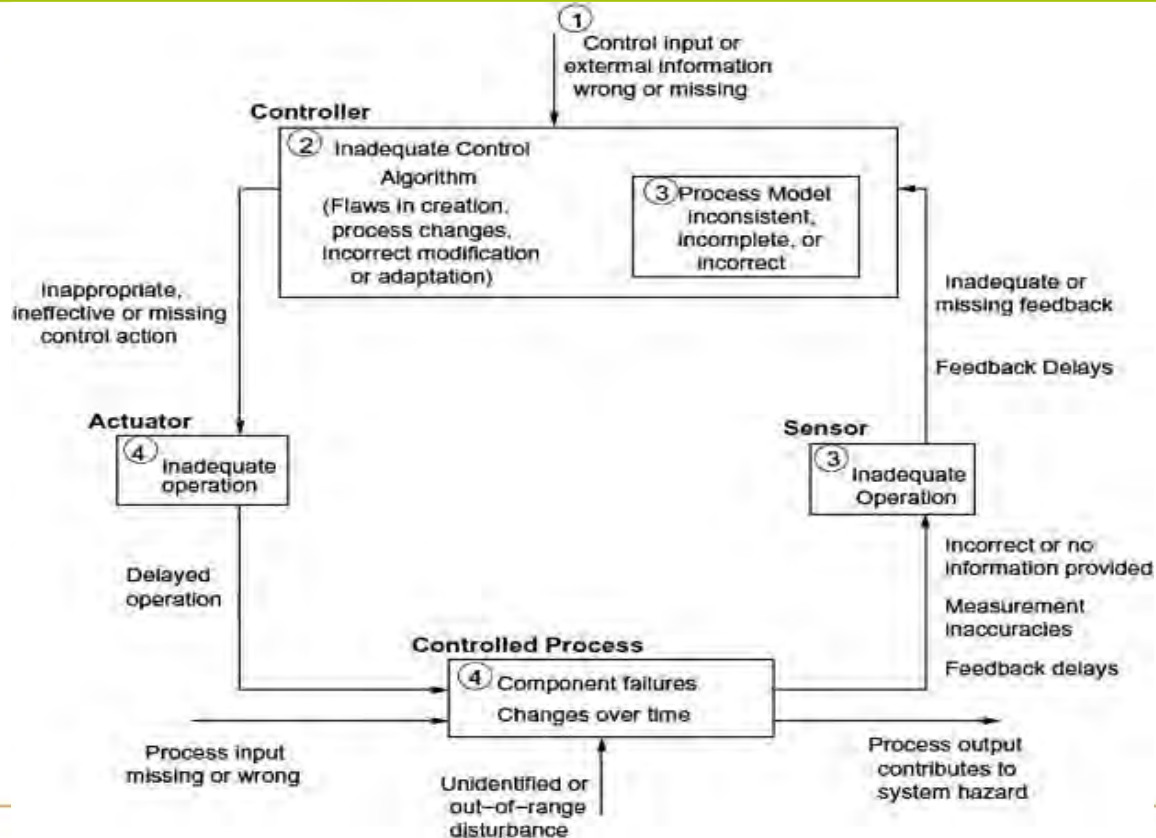 1
Control input or
external information
wrong or missing
Controller
2 Inadequate Control
Algorithm
(Flaws in creation,
process changes,
incorrect modification
or adaptation)
3 Process Model
inconsistent,
incomplete, or
incorrect
Inappropriate,
ineffective or missing
control action
Inadequate or
missing feedback
Feedback Delays
Actuator
4 Inadequate
operation
Sensor
3 Inadequate
Operation
Delayed
operation
Incorrect or no
information provided
Measurement
inaccuracies
Feedback delays
Controlled Process
4 Component failures
Changes over time
Process input
missing or wrong
Unidentified or
out-of-range
disturbance
Process output
contributes to
system hazard